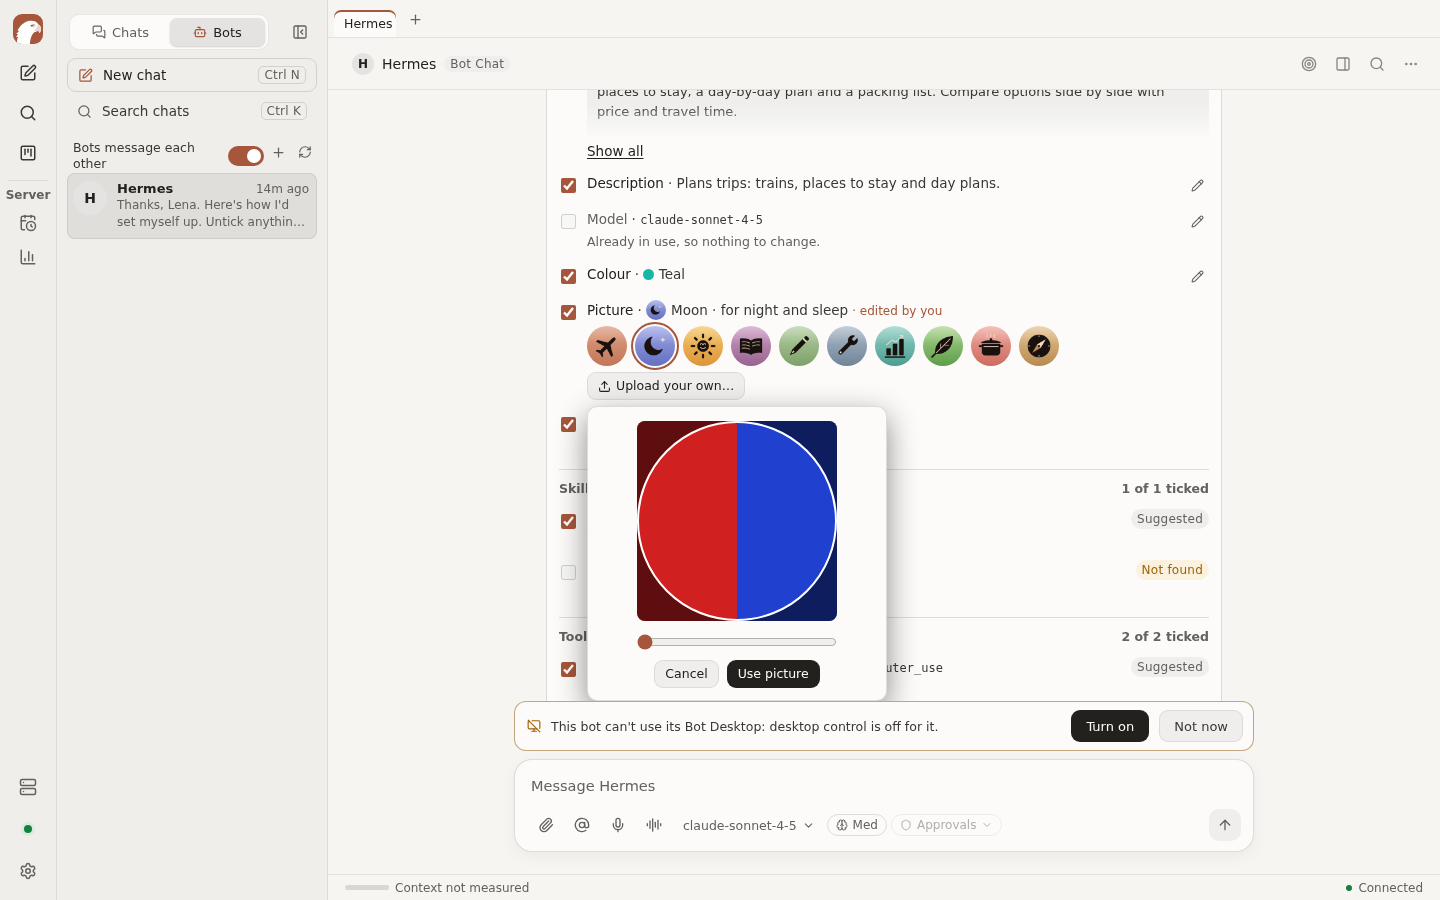 Chats
Bots
New chat
Ctrl N
Search chats
Ctrl K
Bots message each
other
Server
H
Hermes
14m ago
Thanks, Lena. Here's how I'd
set myself up. Untick anythin…
Hermes
H
Hermes
Bot Chat
places to stay, a day-by-day plan and a packing list. Compare options side by side with
price and travel time.
Show all
Description · Plans trips: trains, places to stay and day plans.
Model · claude-sonnet-4-5
Already in use, so nothing to change.
Colour · Teal
Picture · Moon · for night and sleep · edited by you
Upload your own…
1 of 1 ticked
Suggested
Not found
2 of 2 ticked
Suggested
Cancel
Use picture
This bot can't use its Bot Desktop: desktop control is off for it.
Turn on
Not now
Message Hermes
claude-sonnet-4-5
Med
Approvals
Context not measured
Connected